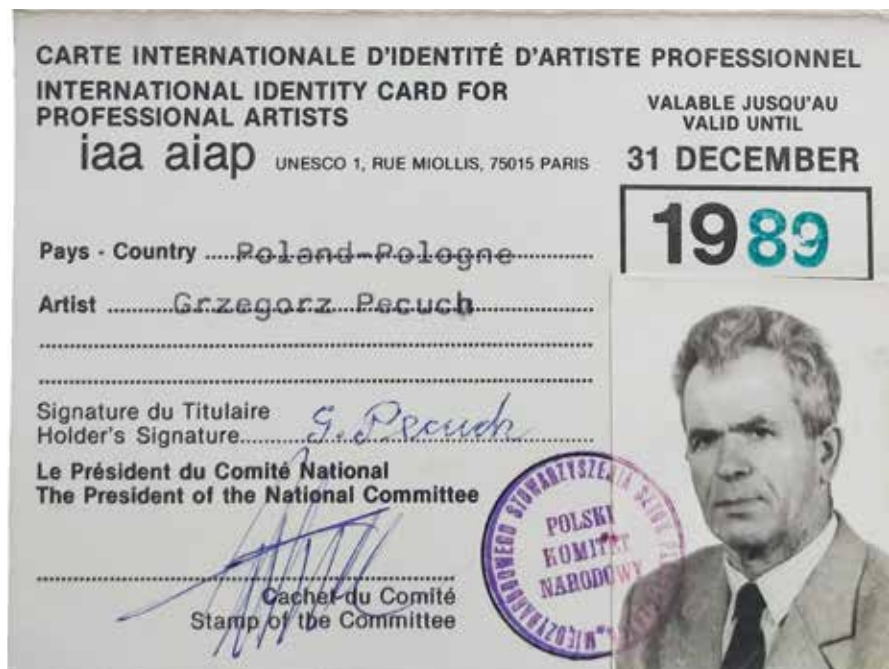 CARTE INTERNATIONALE D'IDENTITÉ D'ARTISTE PROFESSIONNEL
INTERNATIONAL IDENTITY CARD FOR
PROFESSIONAL ARTISTS
iaa aiap UNESCO 1, RUE MIOLLIS, 75015 PARIS
VALABLE JUSQU'AU
VALID UNTIL
31 DECEMBER
1989
Pays - Country Poland-Pologne
Artist Grzegorz Pecuch
Signature du Titulaire
Holder's Signature G. Pecuch
Le Président du Comité National
The President of the National Committee
Cachet du Comité
Stamp of the Committee
MIĘDZYNARODOWEGO STOWARZYSZENIA SZTUK
POLSKI
KOMITET
NARODOWY